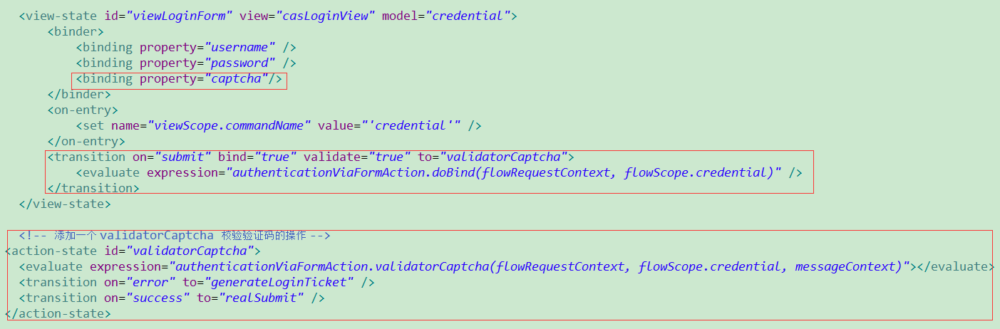 <view-state id="viewLoginForm" view="casLoginView" model="credential">
<binder>
<binding property="username" />
<binding property="password" />
<binding property="captcha"/>
</binder>
<on-entry>
<set name="viewScope.commandName" value="'credential'" />
</on-entry>
<transition on="submit" bind="true" validate="true" to="validatorCaptcha">
<evaluate expression="authenticationViaFormAction.doBind(flowRequestContext, flowScope.credential)" />
</transition>
</view-state>
<!-- 添加一个 validatorCaptcha 校验验证码的操作 -->
<action-state id="validatorCaptcha">
<evaluate expression="authenticationViaFormAction.validatorCaptcha(flowRequestContext, flowScope.credential, messageContext)"></evaluate>
<transition on="error" to="generateLoginTicket" />
<transition on="success" to="realSubmit" />
</action-state>